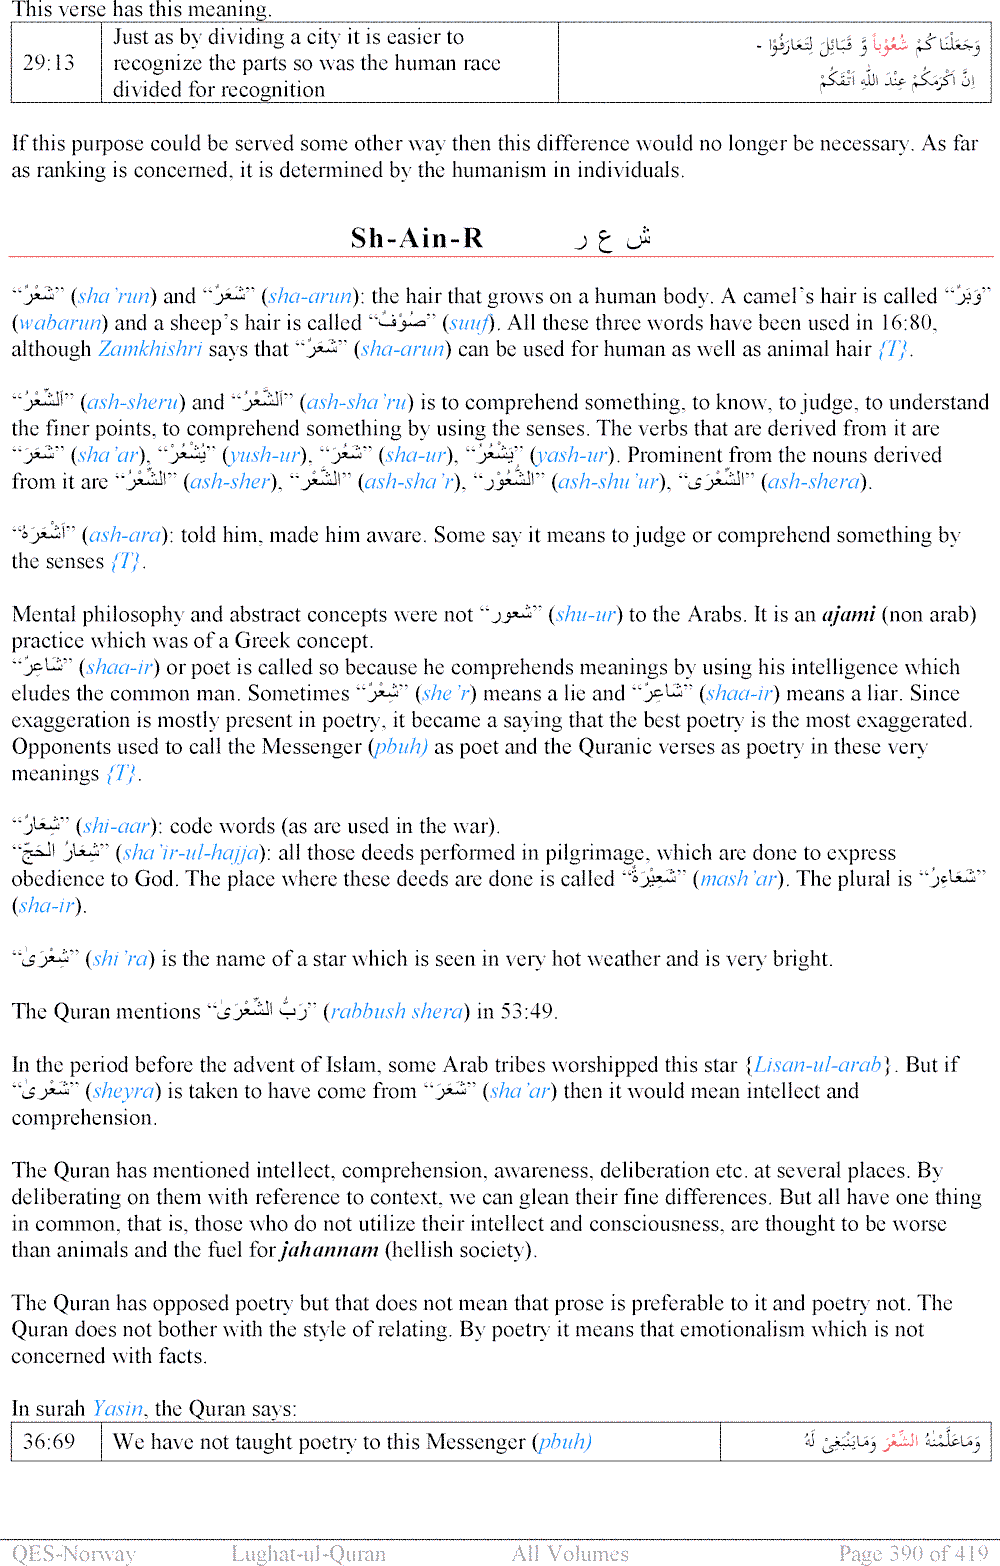 This verse has this meaning.
29:13 Just as by dividing a city it is easier to وَجَعَلْنَاكُمْ شُعُوْباً وَّ قَبَائِلَ لِتَعَارَفُوْا -
recognize the parts so was the human race
divided for recognition اِنَّ اَكْرَمَكُمْ عِنْدَ اللّٰهِ اَتْقٰكُمْ
If this purpose could be served some other way then this difference would no longer be necessary. As far
as ranking is concerned, it is determined by the humanism in individuals.
Sh-Ain-R ش ع ر
“شَعْرٌ” (sha’run) and “شَعَرٌ” (sha-arun): the hair that grows on a human body. A camel’s hair is called “وَبَرٌ”
(wabarun) and a sheep’s hair is called “صُوْفٌ” (suuf). All these three words have been used in 16:80,
although Zamkhishri says that “شَعَرٌ” (sha-arun) can be used for human as well as animal hair {T}.
“اَلشِّعْرُ” (ash-sheru) and “اَلشَّعْرُ” (ash-sha’ru) is to comprehend something, to know, to judge, to understand
the finer points, to comprehend something by using the senses. The verbs that are derived from it are
“شَعَرَ” (sha’ar), “يُشْعُرُ” (yush-ur), “شَعُرَ” (sha-ur), “يَشْعُرُ” (yash-ur). Prominent from the nouns derived
from it are “الشِّعْرُ” (ash-sher), “الشَّعْر” (ash-sha’r), “الشُّعُوْر” (ash-shu’ur), “الشِّعْرَى” (ash-shera).
“اَشْعَرَهُ” (ash-ara): told him, made him aware. Some say it means to judge or comprehend something by
the senses {T}.
Mental philosophy and abstract concepts were not “شعور” (shu-ur) to the Arabs. It is an ajami (non arab)
practice which was of a Greek concept.
“شَاعِرٌ” (shaa-ir) or poet is called so because he comprehends meanings by using his intelligence which
eludes the common man. Sometimes “شِعْرٌ” (she’r) means a lie and “شَاعِرٌ” (shaa-ir) means a liar. Since
exaggeration is mostly present in poetry, it became a saying that the best poetry is the most exaggerated.
Opponents used to call the Messenger (pbuh) as poet and the Quranic verses as poetry in these very
meanings {T}.
“شِعَارٌ” (shi-aar): code words (as are used in the war).
“شِعَارُ الْحَجّ” (sha’ir-ul-hajja): all those deeds performed in pilgrimage, which are done to express
obedience to God. The place where these deeds are done is called “شَعِيْرَةٌ” (mash’ar). The plural is “شَعَاءِرُ”
(sha-ir).
“شِعْرَىٰ” (shi’ra) is the name of a star which is seen in very hot weather and is very bright.
The Quran mentions “رَبُّ الشِّعْرَىٰ” (rabbush shera) in 53:49.
In the period before the advent of Islam, some Arab tribes worshipped this star {Lisan-ul-arab}. But if
“شَعْرىٰ” (sheyra) is taken to have come from “شَعَرَ” (sha’ar) then it would mean intellect and
comprehension.
The Quran has mentioned intellect, comprehension, awareness, deliberation etc. at several places. By
deliberating on them with reference to context, we can glean their fine differences. But all have one thing
in common, that is, those who do not utilize their intellect and consciousness, are thought to be worse
than animals and the fuel for jahannam (hellish society).
The Quran has opposed poetry but that does not mean that prose is preferable to it and poetry not. The
Quran does not bother with the style of relating. By poetry it means that emotionalism which is not
concerned with facts.
In surah Yasin, the Quran says:
36:69 We have not taught poetry to this Messenger (pbuh) وَمَاعَلَّمْنٰهُ الشِّعْرَ وَمَايَنْبَغِىْ لَهُ
QES-Norway Lughat-ul-Quran All Volumes Page 390 of 419